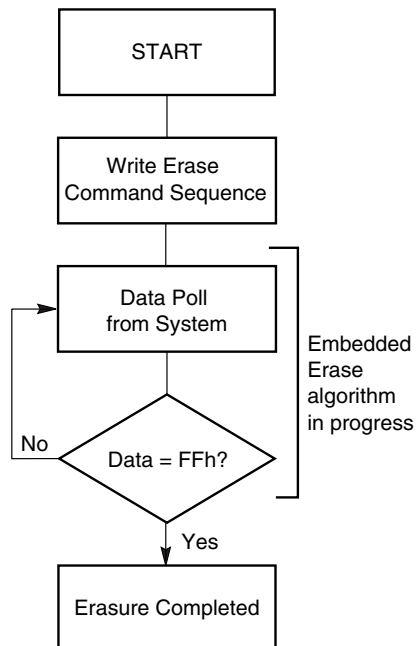 START
Write Erase
Command Sequence
Data Poll
from System
Embedded
Erase
algorithm
in progress
No
Data = FFh?
Yes
Erasure Completed